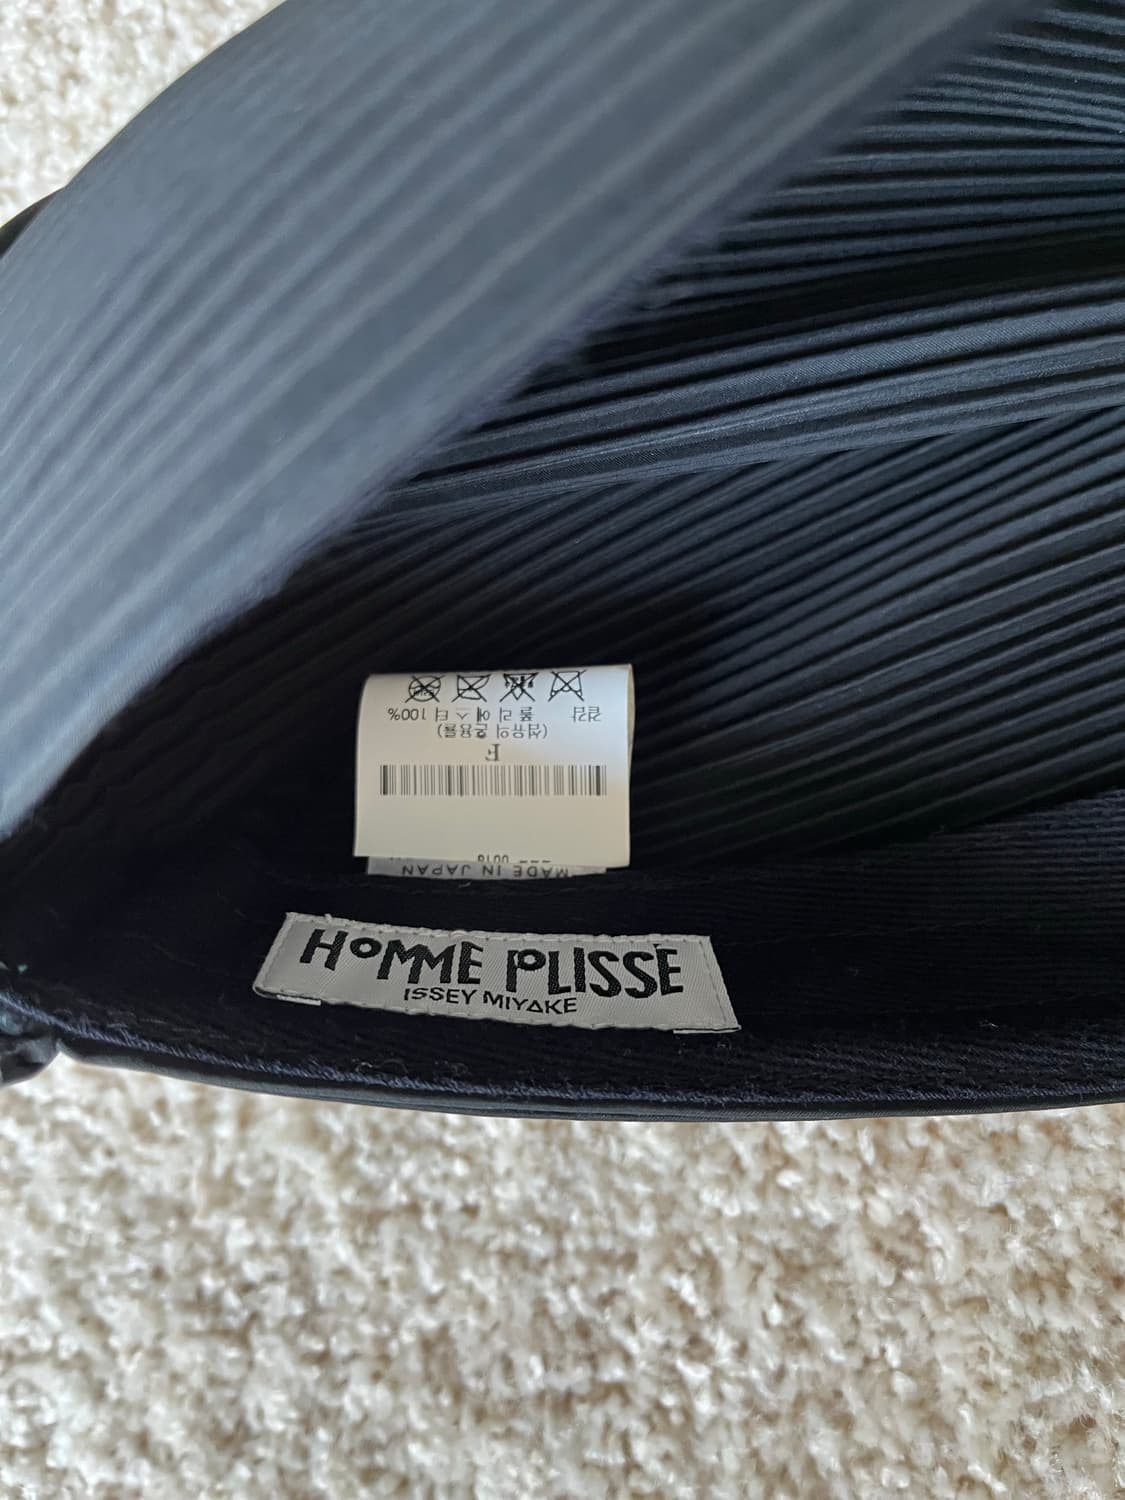 HOMME PLISSÉ
ISSEY MIYAKE
MADE IN JAPAN
F
(섬유의 혼용률)
겉감 폴리에스터 100%